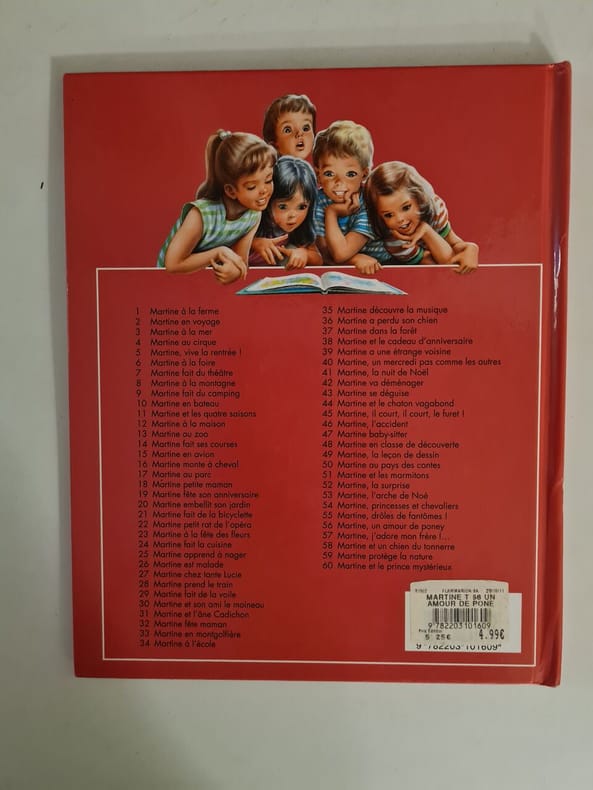 1 Martine à la ferme
2 Martine en voyage
3 Martine à la mer
4 Martine au cirque
5 Martine, vive la rentrée !
6 Martine à la foire
7 Martine fait du théâtre
8 Martine à la montagne
9 Martine fait du camping
10 Martine en bateau
11 Martine et les quatre saisons
12 Martine à la maison
13 Martine au zoo
14 Martine fait ses courses
15 Martine en avion
16 Martine monte à cheval
17 Martine au parc
18 Martine petite maman
19 Martine fête son anniversaire
20 Martine embellit son jardin
21 Martine fait de la bicyclette
22 Martine petit rat de l'opéra
23 Martine à la fête des fleurs
24 Martine fait la cuisine
25 Martine apprend à nager
26 Martine est malade
27 Martine chez tante Lucie
28 Martine prend le train
29 Martine fait de la voile
30 Martine et son ami le moineau
31 Martine et l'âne Cadichon
32 Martine fête maman
33 Martine en montgolfière
34 Martine à l'école
35 Martine découvre la musique
36 Martine a perdu son chien
37 Martine dans la forêt
38 Martine et le cadeau d'anniversaire
39 Martine a une étrange voisine
40 Martine, un mercredi pas comme les autres
41 Martine, la nuit de Noël
42 Martine va déménager
43 Martine se déguise
44 Martine et le chaton vagabond
45 Martine, il court, il court, le furet !
46 Martine, l'accident
47 Martine baby-sitter
48 Martine en classe de découverte
49 Martine, la leçon de dessin
50 Martine au pays des contes
51 Martine et les marmitons
52 Martine, la surprise
53 Martine, l'arche de Noé
54 Martine, princesses et chevaliers
55 Martine, drôles de fantômes !
56 Martine, un amour de poney
57 Martine, j'adore mon frère !...
58 Martine et un chien du tonnerre
59 Martine protège la nature
60 Martine et le prince mystérieux
FLAMMARION
MARTINE T 56 UN
AMOUR DE PONE
9 782203 101609
5 25€ 4.99€
9 782203 101609